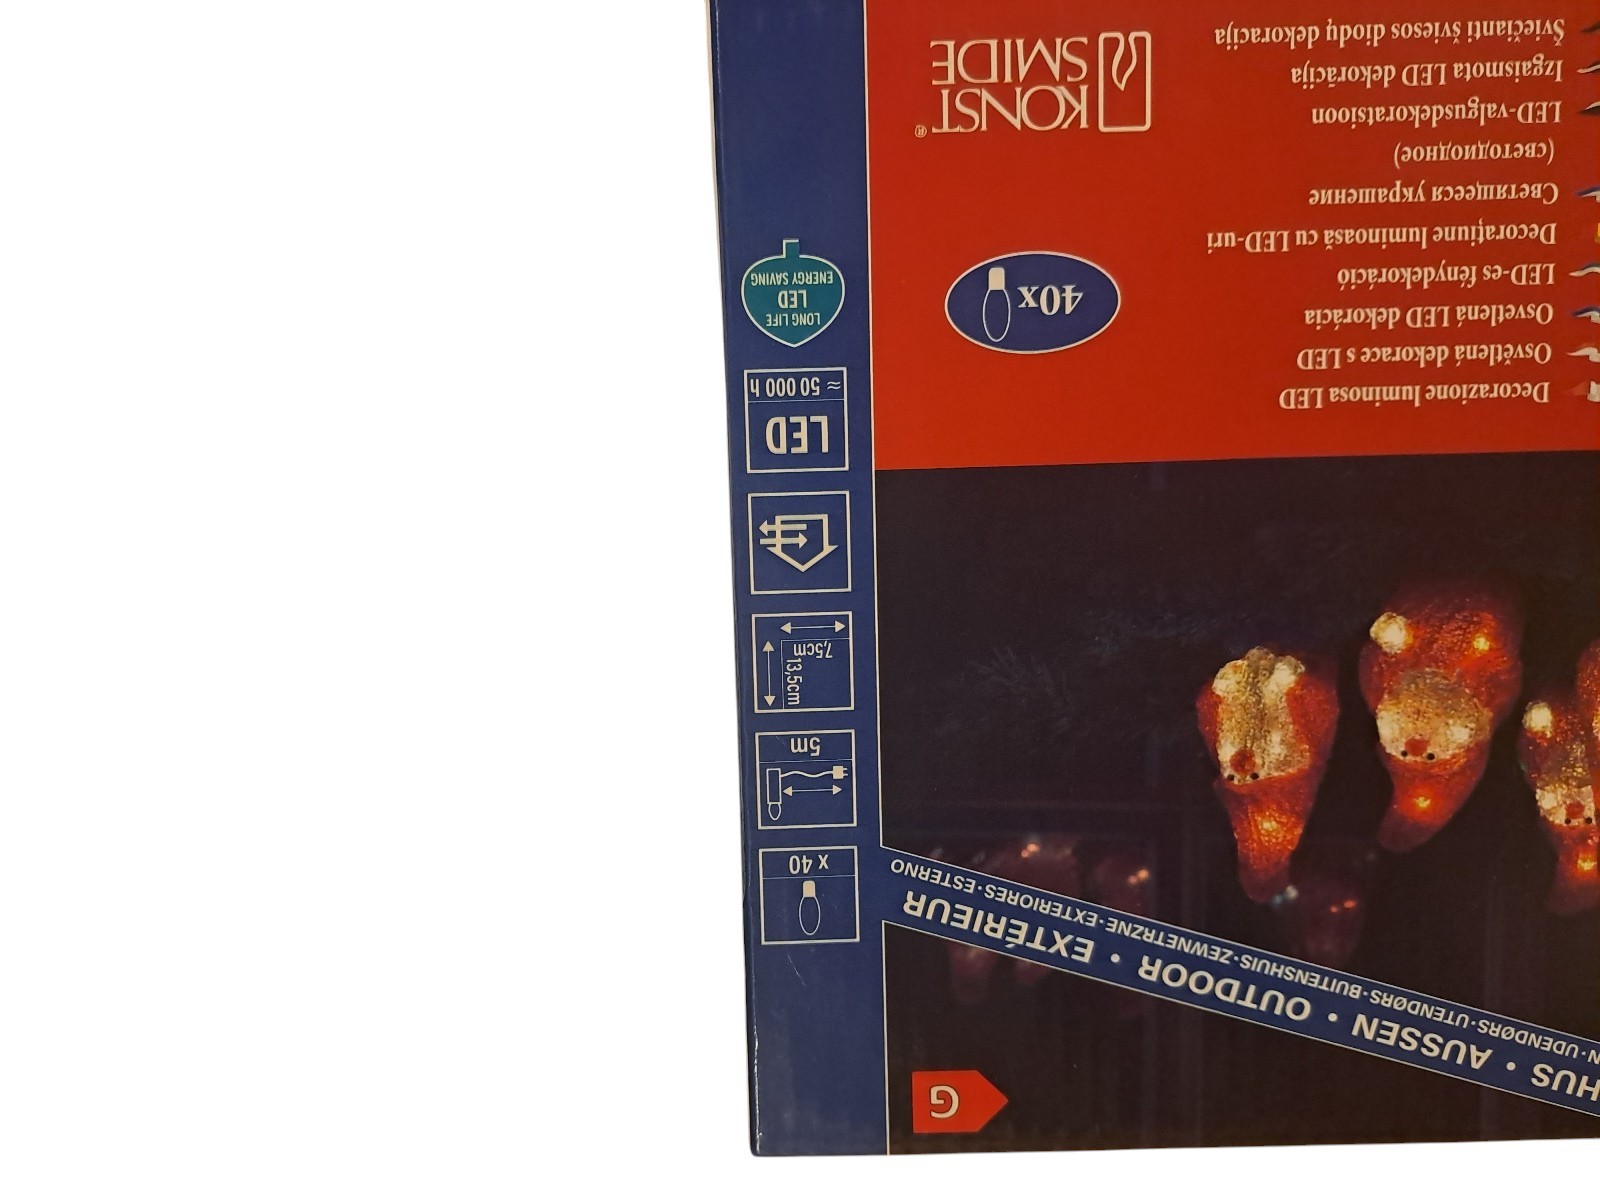 G
HUS • AUSSEN • OUTDOOR • EXTÉRIEUR
N·UDENDØRS·UTENDØRS·BUITENSHUIS·ZEWNETRZNE·EXTERIORES·ESTERNO
x 40
5m
13,5cm
7,5cm
LED
≈ 50 000 h
LONG LIFE
LED
ENERGY SAVING
Decorazione luminosa LED
Osvětlená dekorace s LED
Osvetlená LED dekorácia
LED-es fénydekoráció
Decoraţiune luminoasă cu LED-uri
Светящееся украшение
(светодиодное)
LED-valgusdekoratsioon
Izgaismota LED dekorācija
Šviečianti šviesos diodų dekoracija
40x
KONST
SMIDE®